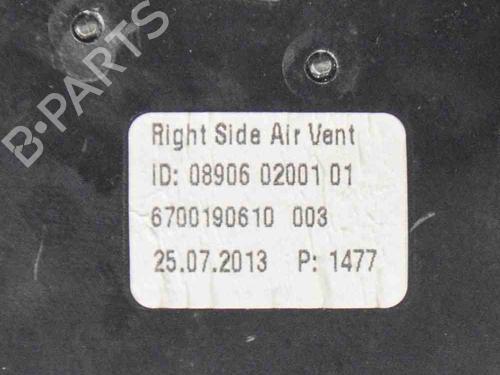 B-PARTS
Right Side Air Vent
ID: 08906 02001 01
6700190610 003
25.07.2013 P: 1477